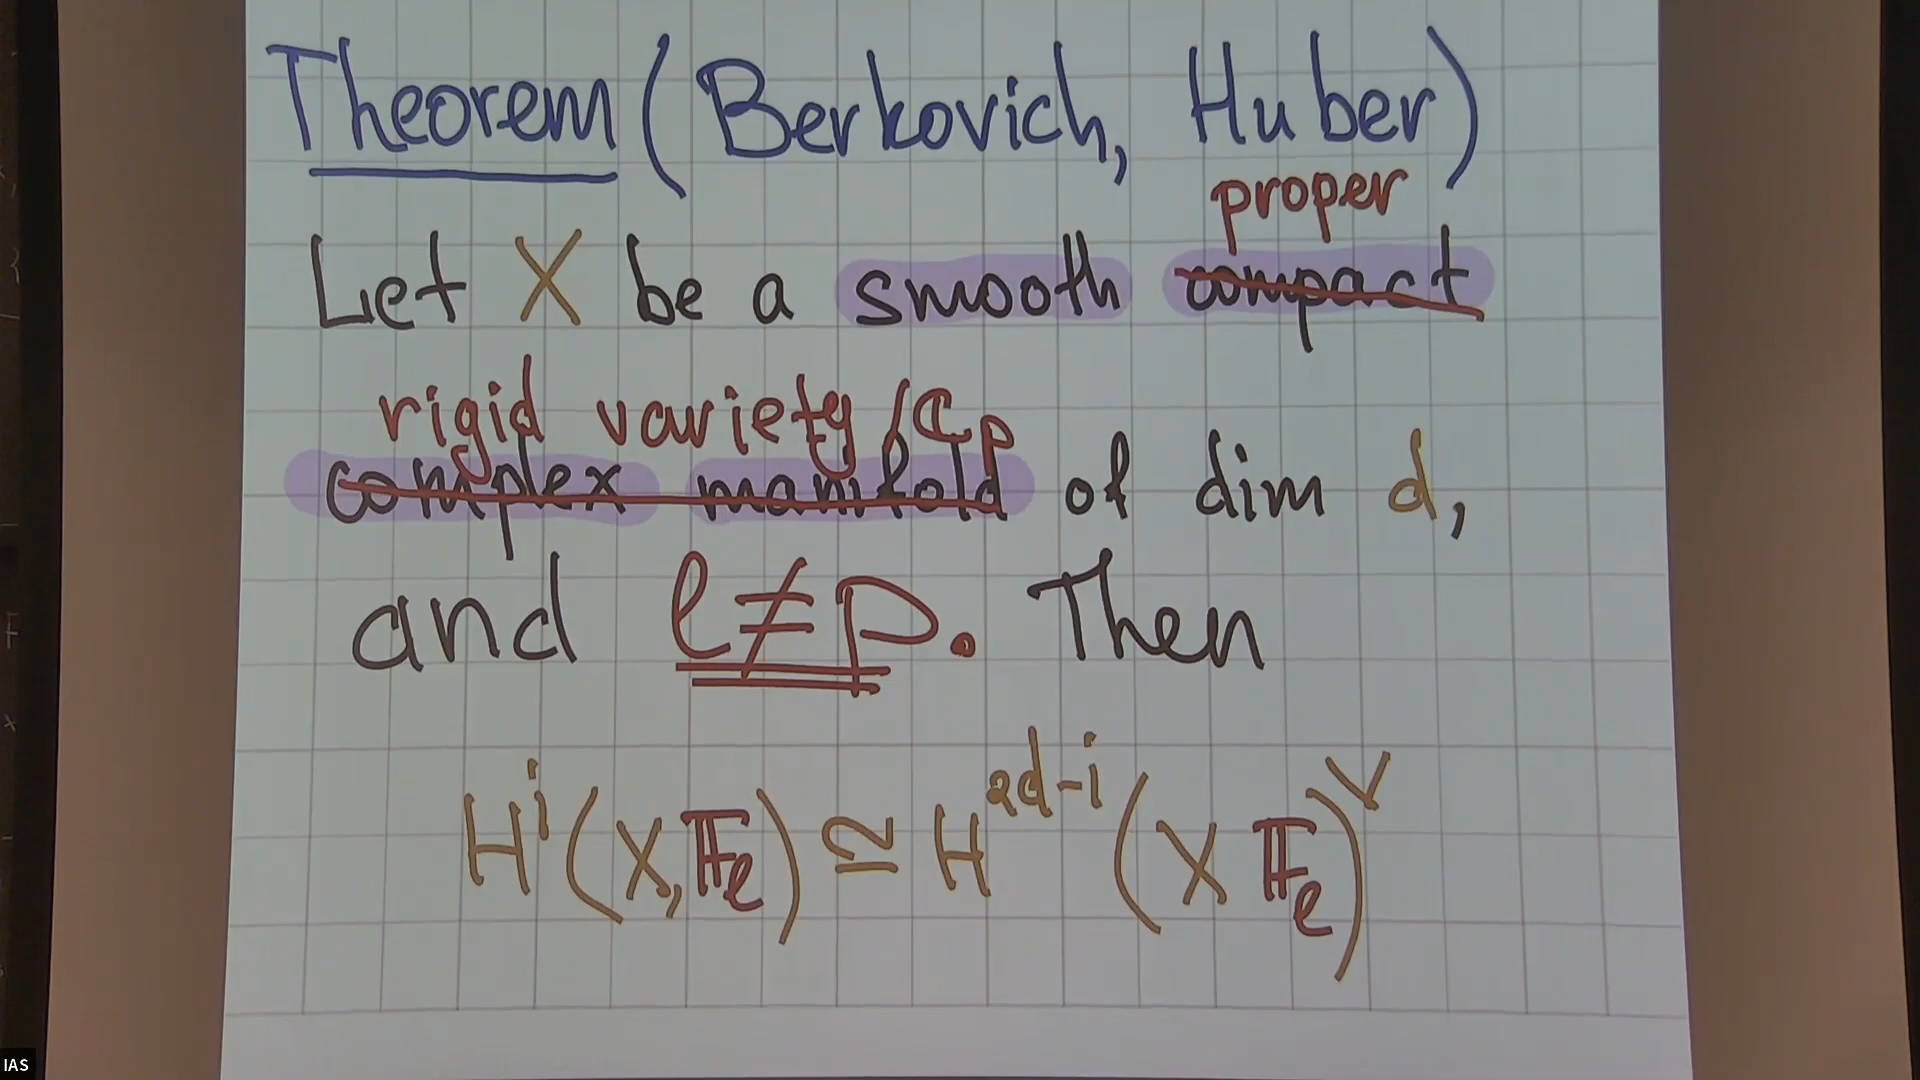 Theorem (Berkovich, Huber)
proper
Let X be a smooth compact
rigid variety / ℂp
complex manifold of dim d,
and ℓ≠p. Then
Hⁱ(X, 𝔽ℓ) ≃ H²ᵈ⁻ⁱ(X 𝔽ℓ)ᵛ
IAS